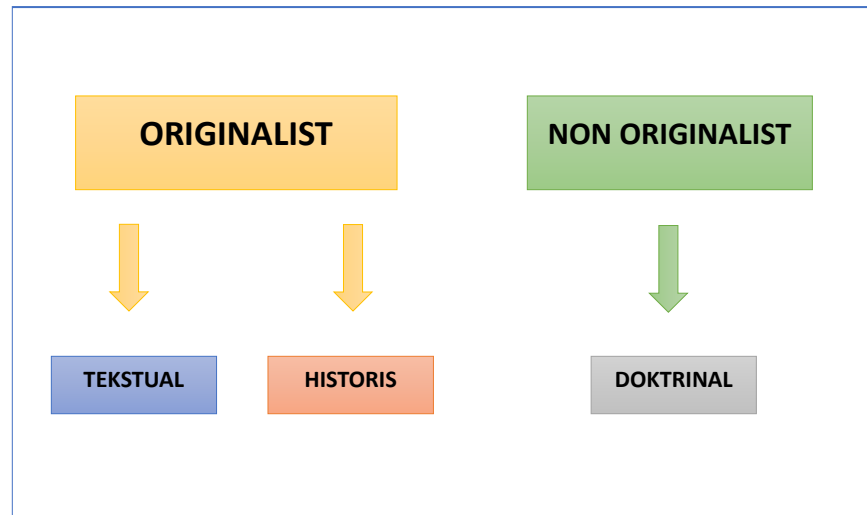 ORIGINALIST
NON ORIGINALIST
TEKSTUAL
HISTORIS
DOKTRINAL